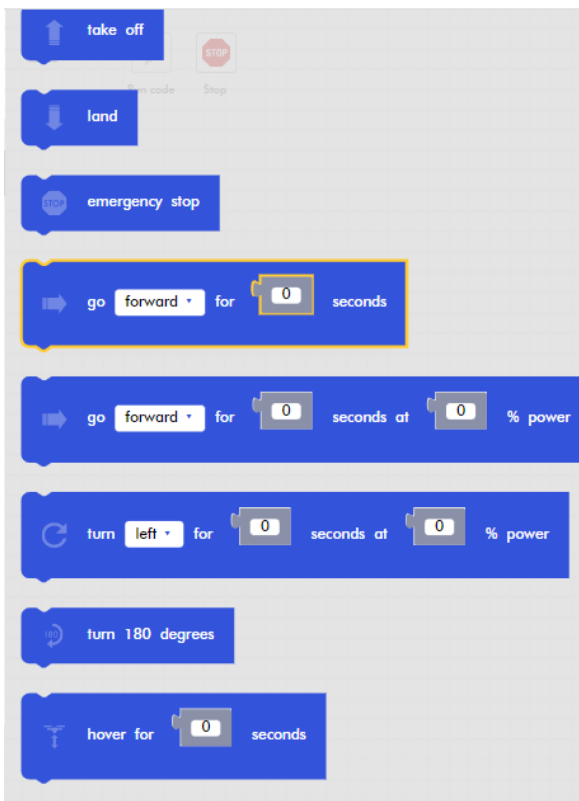 take off
STOP
Run code Stop
land
STOP emergency stop
go forward for 0 seconds
go forward for 0 seconds at 0 % power
turn left for 0 seconds at 0 % power
180 turn 180 degrees
hover for 0 seconds